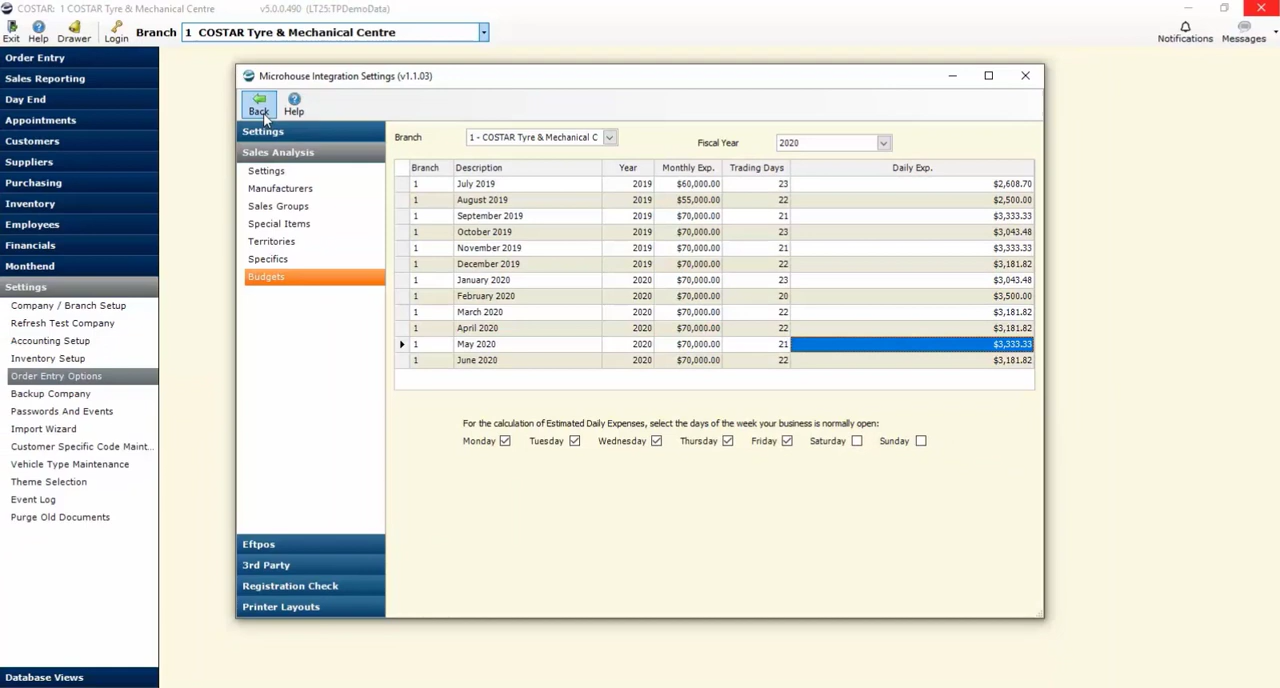 COSTAR: 1 COSTAR Tyre & Mechanical Centre v5.0.0.490 (LT25:TPDemoData)
Exit Help Drawer Login Branch 1 COSTAR Tyre & Mechanical Centre Notifications Messages
Order Entry
Sales Reporting
Day End
Appointments
Customers
Suppliers
Purchasing
Inventory
Employees
Financials
Monthend
Settings
Company / Branch Setup
Refresh Test Company
Accounting Setup
Inventory Setup
Order Entry Options
Backup Company
Passwords And Events
Import Wizard
Customer Specific Code Maint...
Vehicle Type Maintenance
Theme Selection
Event Log
Purge Old Documents
Database Views
Microhouse Integration Settings (v1.1.03)
Back Help
Settings
Sales Analysis
Settings
Manufacturers
Sales Groups
Special Items
Territories
Specifics
Budgets
Eftpos
3rd Party
Registration Check
Printer Layouts
Branch 1 - COSTAR Tyre & Mechanical C Fiscal Year 2020
Branch Description Year Monthly Exp. Trading Days Daily Exp.
1 July 2019 2019 $60,000.00 23 $2,608.70
1 August 2019 2019 $55,000.00 22 $2,500.00
1 September 2019 2019 $70,000.00 21 $3,333.33
1 October 2019 2019 $70,000.00 23 $3,043.48
1 November 2019 2019 $70,000.00 21 $3,333.33
1 December 2019 2019 $70,000.00 22 $3,181.82
1 January 2020 2020 $70,000.00 23 $3,043.48
1 February 2020 2020 $70,000.00 20 $3,500.00
1 March 2020 2020 $70,000.00 22 $3,181.82
1 April 2020 2020 $70,000.00 22 $3,181.82
1 May 2020 2020 $70,000.00 21 $3,333.33
1 June 2020 2020 $70,000.00 22 $3,181.82
For the calculation of Estimated Daily Expenses, select the days of the week your business is normally open:
Monday Tuesday Wednesday Thursday Friday Saturday Sunday